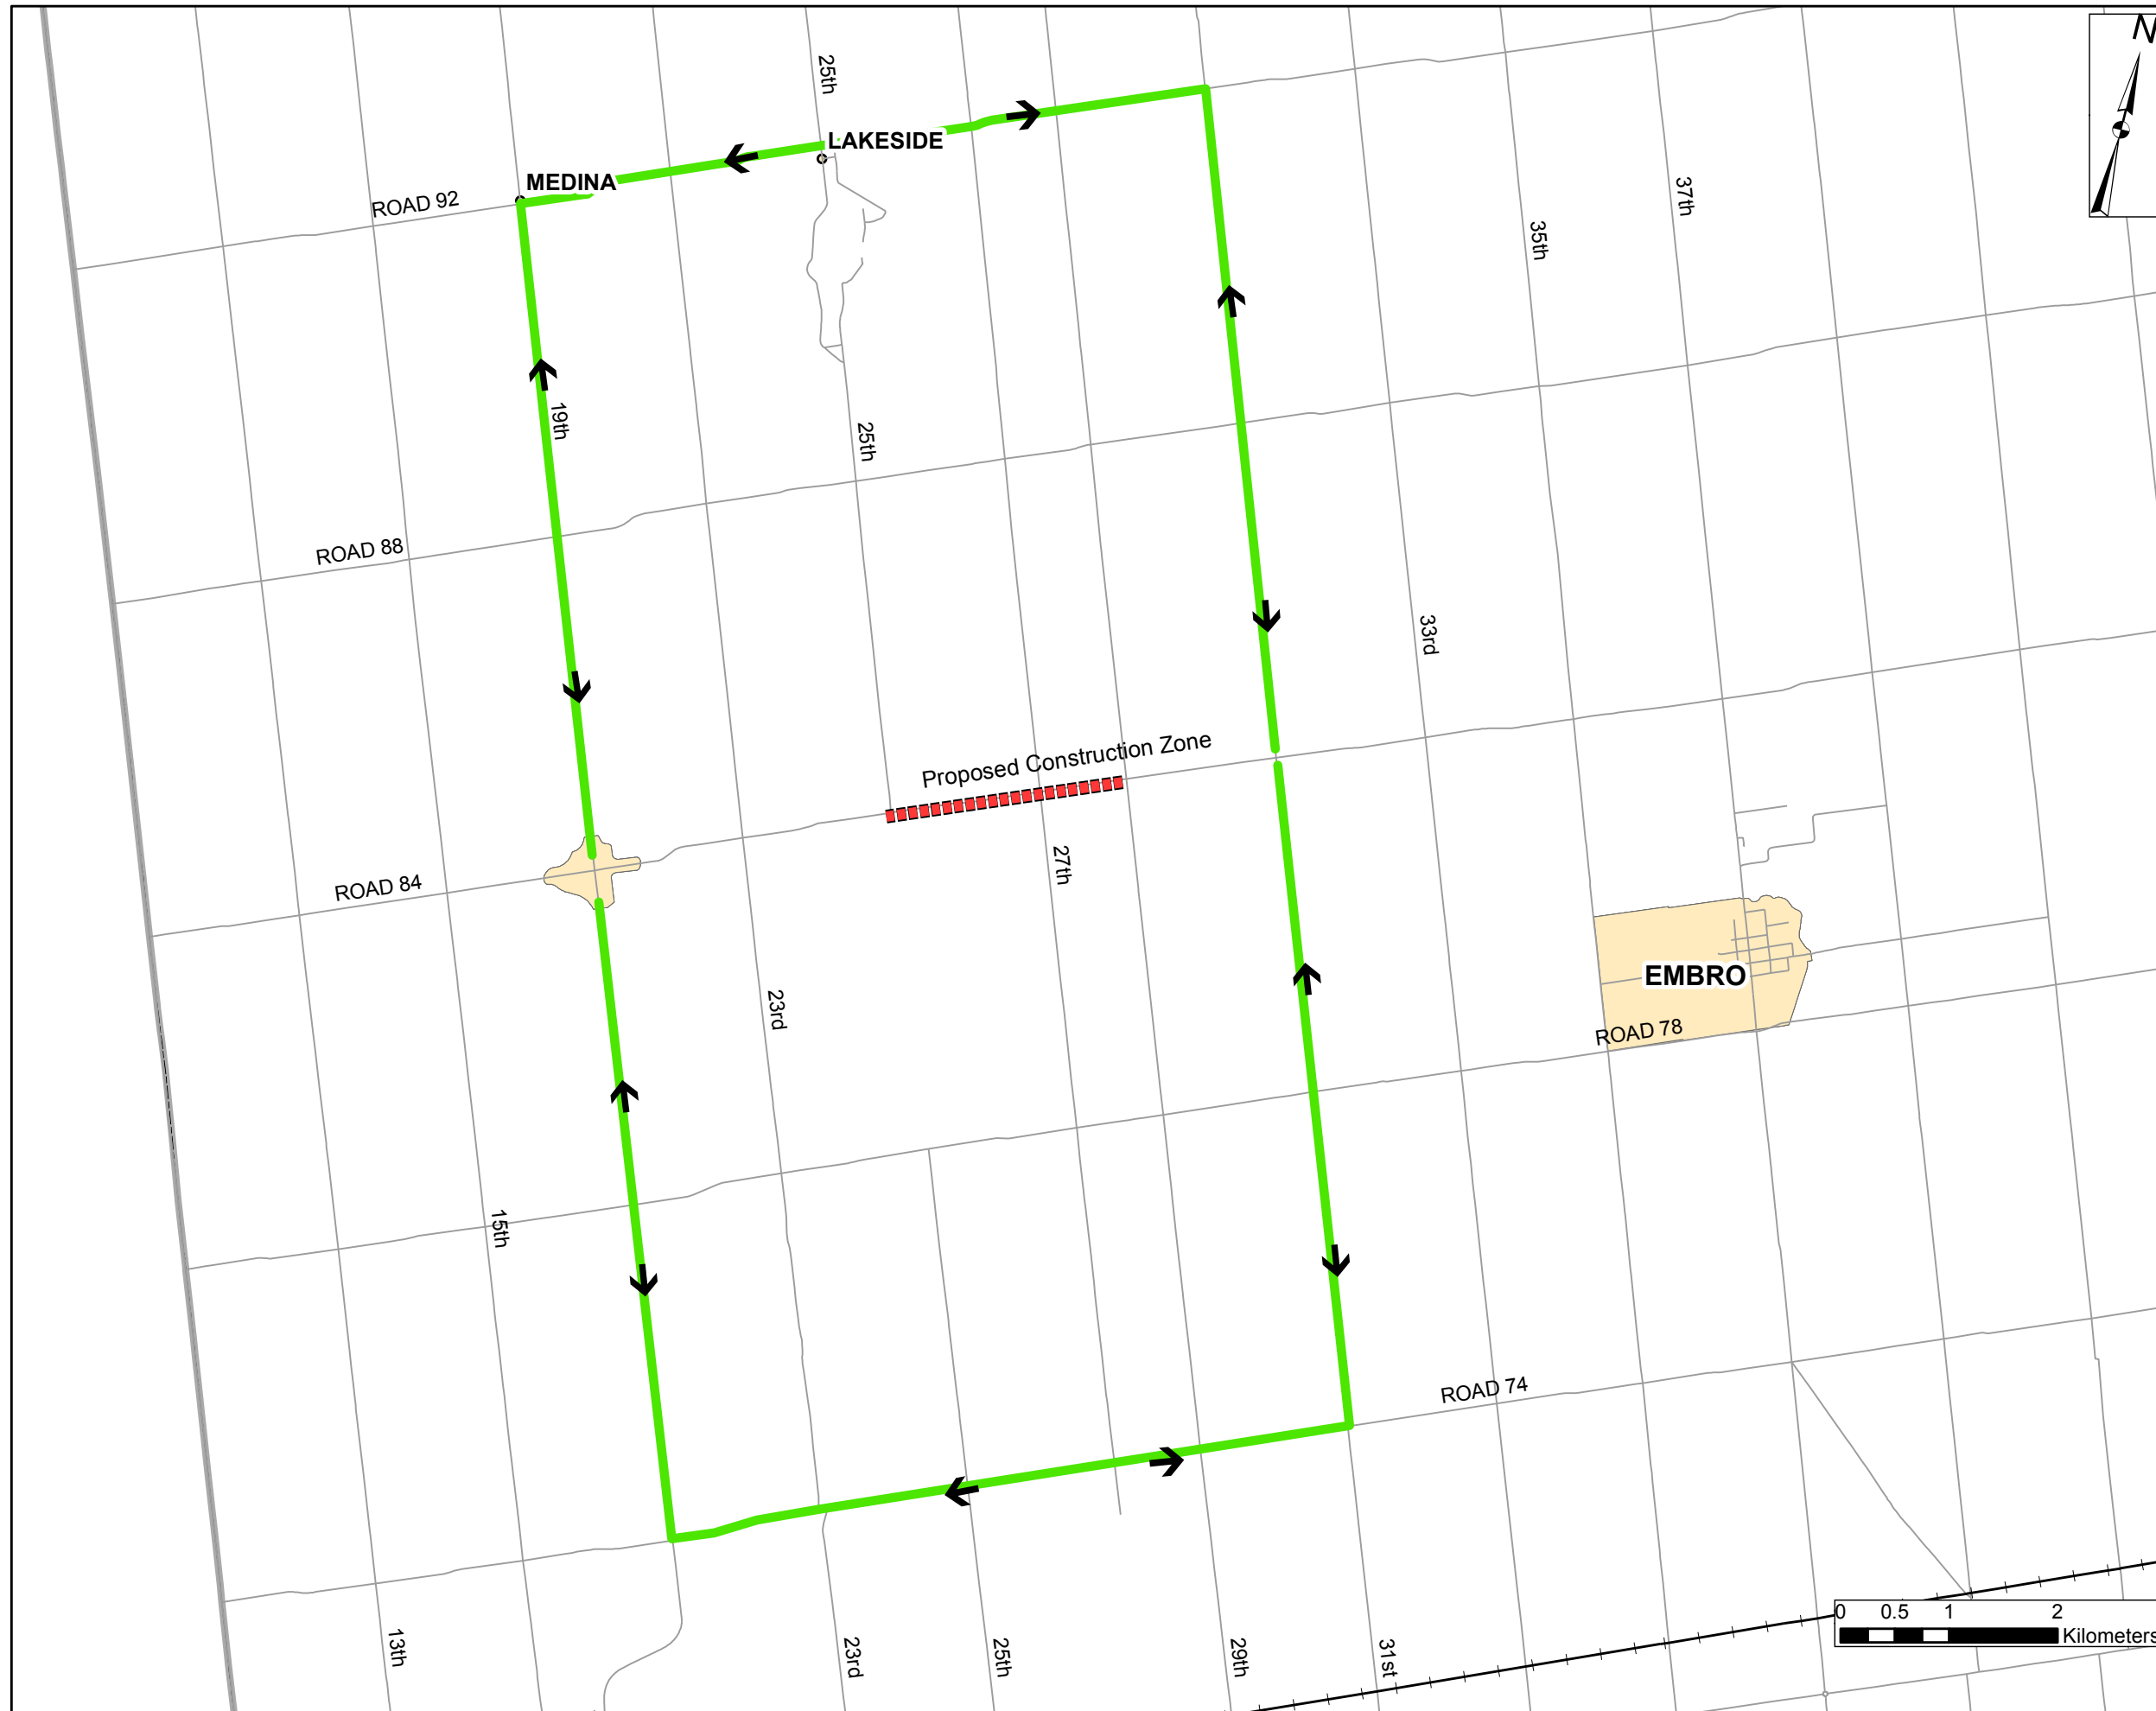 N
25th
LAKESIDE
MEDINA
37th
ROAD 92
35th
19th
25th
ROAD 88
33rd
Proposed Construction Zone
27th
ROAD 84
EMBRO
23rd
ROAD 78
15th
ROAD 74
0 0.5 1 2
Kilometers
13th
23rd
25th
29th
31st